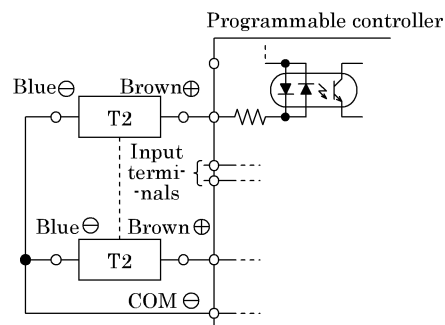 Programmable controller
Blue⊖ Brown⊕
T2
Input
termi-
-nals
Blue⊖ Brown⊕
T2
COM ⊖